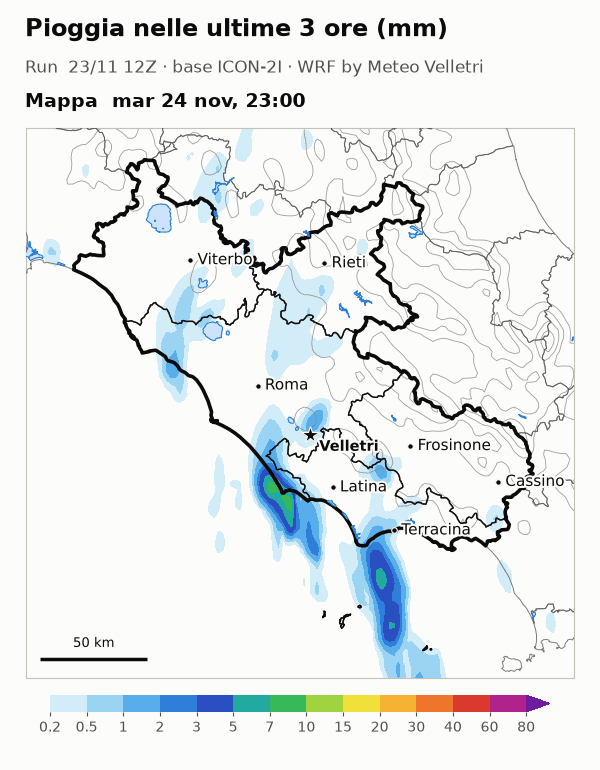 Pioggia nelle ultime 3 ore (mm)
Run  23/11 12Z · base ICON-2I · WRF by Meteo Velletri
Mappa  mar 24 nov, 23:00
Viterbo
Rieti
Roma
Velletri
Frosinone
Cassino
Latina
Terracina
50 km
0.2 0.5 1 2 3 5 7 10 15 20 30 40 60 80